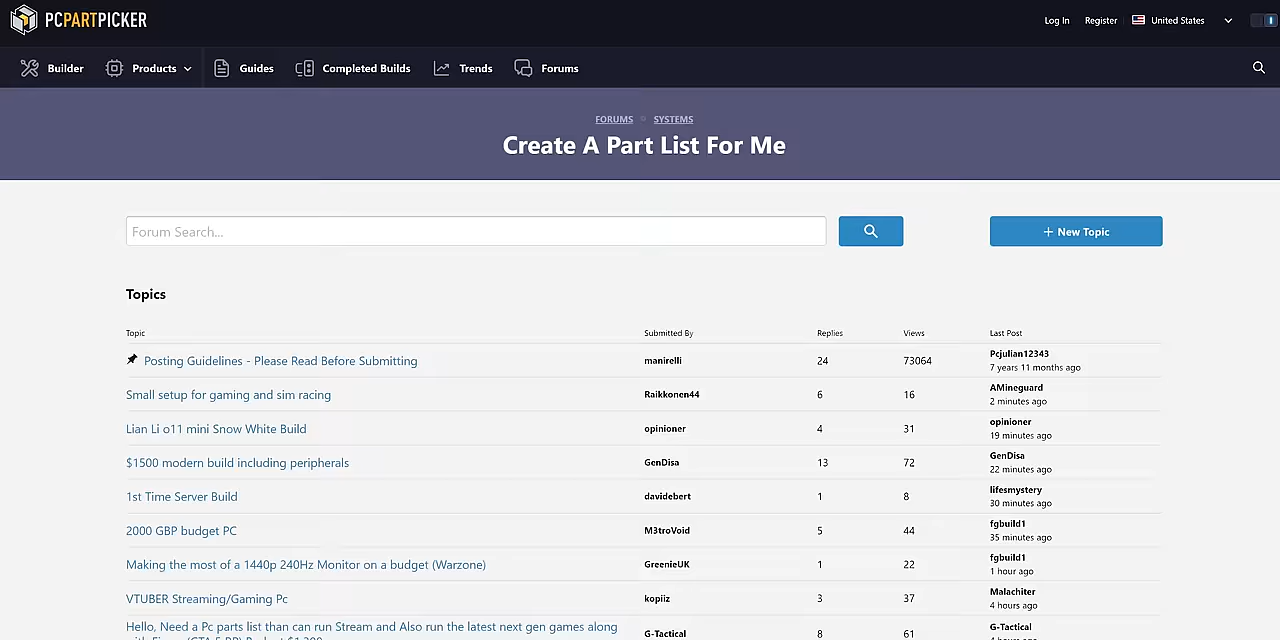 PCPARTPICKER
Log In Register United States
Builder Products Guides Completed Builds Trends Forums
FORUMS SYSTEMS
Create A Part List For Me
Forum Search...
+ New Topic
Topics
Topic Submitted By Replies Views Last Post
Posting Guidelines - Please Read Before Submitting manirelli 24 73064 Pcjulian12343
7 years 11 months ago
Small setup for gaming and sim racing Raikkonen44 6 16 AMineguard
2 minutes ago
Lian Li o11 mini Snow White Build opinioner 4 31 opinioner
19 minutes ago
$1500 modern build including peripherals GenDisa 13 72 GenDisa
22 minutes ago
1st Time Server Build davidebert 1 8 lifesmystery
30 minutes ago
2000 GBP budget PC M3troVoid 5 44 fgbuild1
35 minutes ago
Making the most of a 1440p 240Hz Monitor on a budget (Warzone) GreenieUK 1 22 fgbuild1
1 hour ago
VTUBER Streaming/Gaming Pc kopiiz 3 37 Malachiter
4 hours ago
Hello, Need a Pc parts list than can run Stream and Also run the latest next gen games along G-Tactical 8 61 G-Tactical